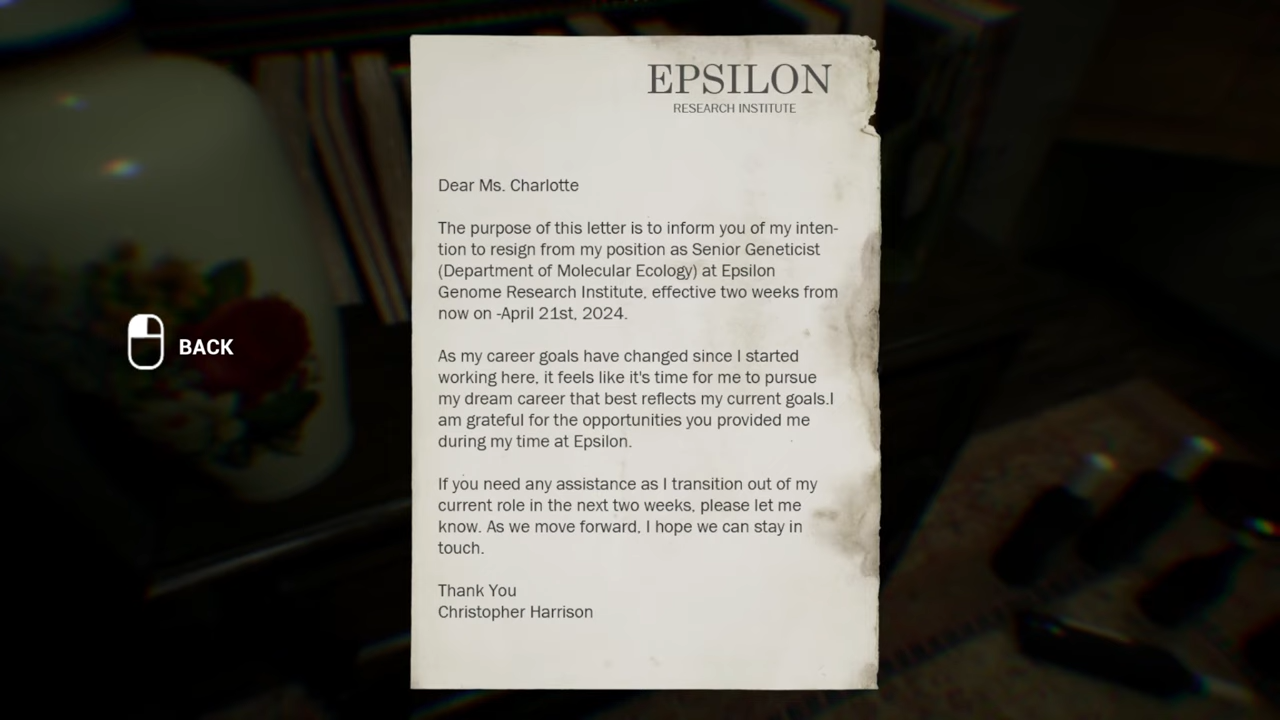 EPSILON
RESEARCH INSTITUTE
Dear Ms. Charlotte
The purpose of this letter is to inform you of my inten-
tion to resign from my position as Senior Geneticist
(Department of Molecular Ecology) at Epsilon
Genome Research Institute, effective two weeks from
now on -April 21st, 2024.
As my career goals have changed since I started
working here, it feels like it's time for me to pursue
my dream career that best reflects my current goals.I
am grateful for the opportunities you provided me
during my time at Epsilon.
If you need any assistance as I transition out of my
current role in the next two weeks, please let me
know. As we move forward, I hope we can stay in
touch.
Thank You
Christopher Harrison
BACK